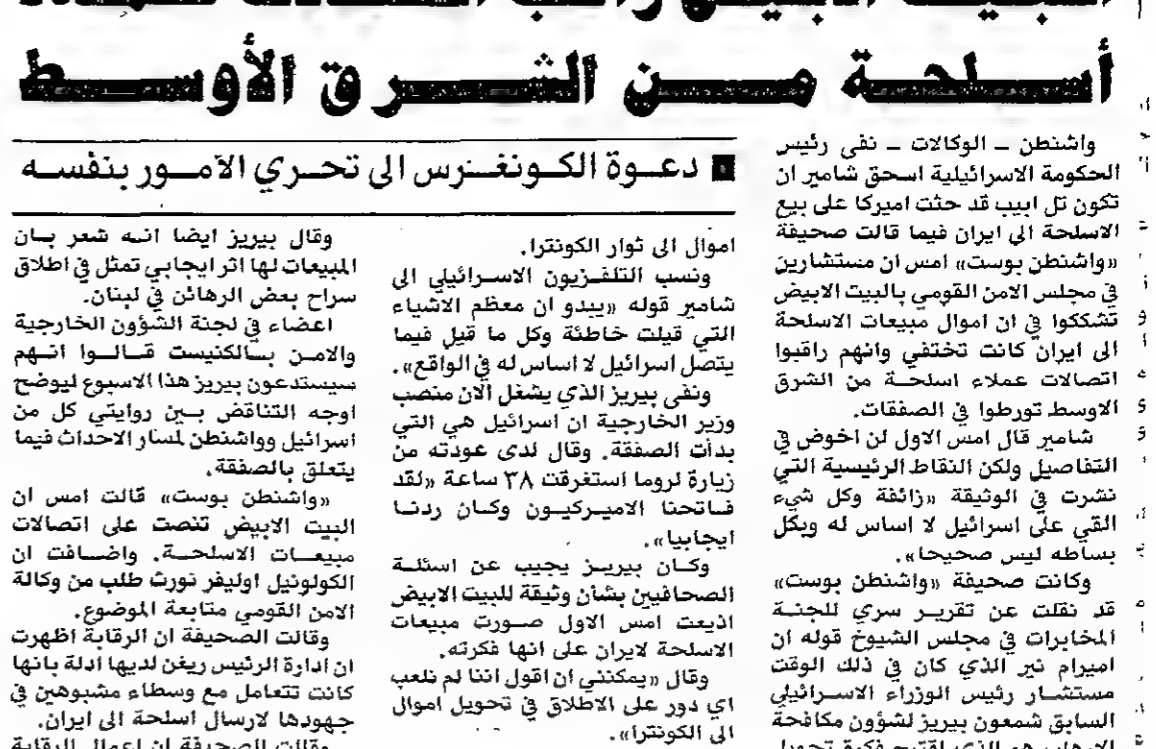 أسلحة من الشرق الأوسط
دعوة الكونغرس الى تحري الامور بنفسه
واشنطن ـ الوكالات ـ نفى رئيس
الحكومة الاسرائيلية اسحق شامير ان
تكون تل ابيب قد حثت اميركا على بيع
الاسلحة الى ايران فيما قالت صحيفة
«واشنطن بوست» امس ان مستشارين
في مجلس الامن القومي بالبيت الابيض
تشككوا في ان اموال مبيعات الاسلحة
الى ايران كانت تختفي وانهم راقبوا
اتصالات عملاء اسلحة من الشرق
الاوسط تورطوا في الصفقات.
شامير قال امس الاول لن اخوض في
التفاصيل ولكن النقاط الرئيسية التي
نشرت في الوثيقة «زائفة وكل شيء
القي على اسرائيل لا اساس له وبكل
بساطه ليس صحيحا».
وكانت صحيفة «واشنطن بوست»
قد نقلت عن تقرير سري للجنة
المخابرات في مجلس الشيوخ قوله ان
اميرام نير الذي كان في ذلك الوقت
مستشار رئيس الوزراء الاسرائيلي
السابق شمعون بيريز لشؤون مكافحة
الارهاب هو الذي اقترح فكرة تحويل
اموال الى ثوار الكونترا.
ونسب التلفزيون الاسرائيلي الى
شامير قوله «يبدو ان معظم الاشياء
التي قيلت خاطئة وكل ما قيل فيما
يتصل اسرائيل لا اساس له في الواقع».
ونفى بيريز الذي يشغل الآن منصب
وزير الخارجية ان اسرائيل هي التي
بدأت الصفقة. وقال لدى عودته من
زيارة لروما استغرقت ٣٨ ساعة «لقد
فاتحنا الاميركيون وكان ردنا
ايجابيا».
وكان بيريز يجيب عن اسئلة
الصحافيين بشأن وثيقة للبيت الابيض
اذيعت امس الاول صورت مبيعات
الاسلحة لايران على انها فكرته.
وقال «يمكنني ان اقول اننا لم نلعب
اي دور على الاطلاق في تحويل اموال
الى الكونترا».
وقال بيريز ايضا انه شعر بان
المبيعات لها اثر ايجابي تمثل في اطلاق
سراح بعض الرهائن في لبنان.
اعضاء في لجنة الشؤون الخارجية
والامن بالكنيست قالوا انهم
سيستدعون بيريز هذا الاسبوع ليوضح
اوجه التناقض بين روايتي كل من
اسرائيل وواشنطن لمسار الاحداث فيما
يتعلق بالصفقة.
«واشنطن بوست» قالت امس ان
البيت الابيض تنصت على اتصالات
مبيعات الاسلحة. واضافت ان
الكولونيل اوليفر نورث طلب من وكالة
الامن القومي متابعة الموضوع.
وقالت الصحيفة ان الرقابة اظهرت
ان ادارة الرئيس ريغن لديها ادلة بانها
كانت تتعامل مع وسطاء مشبوهين في
جهودها لارسال اسلحة الى ايران.
وقالت الصحيفة ان اعمال الرقابة